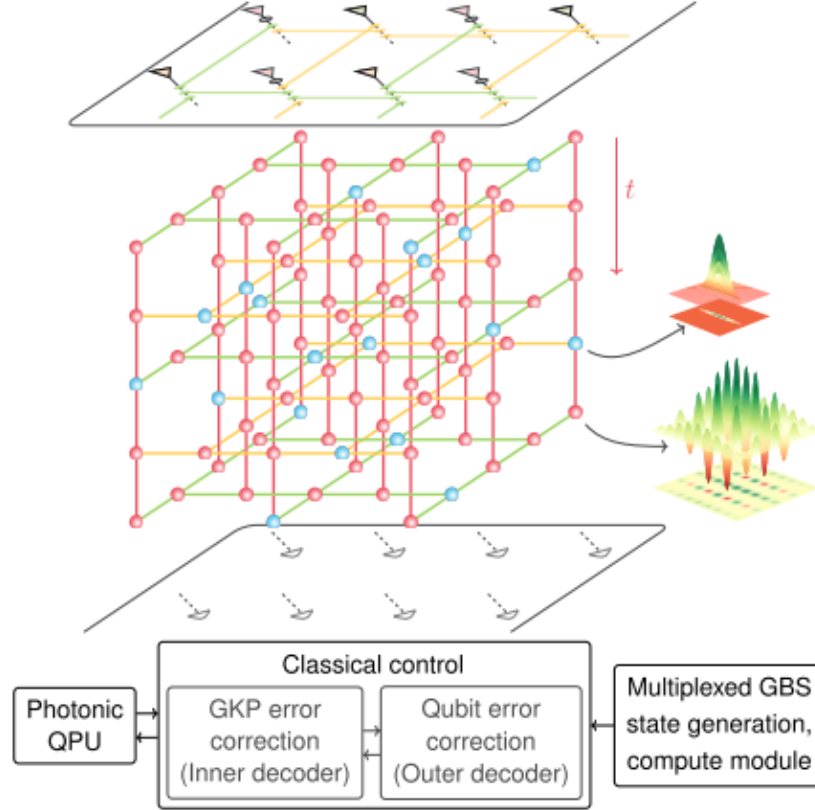 t
Classical control
Photonic
QPU
GKP error
correction
(Inner decoder)
Qubit error
correction
(Outer decoder)
Multiplexed GBS
state generation,
compute module